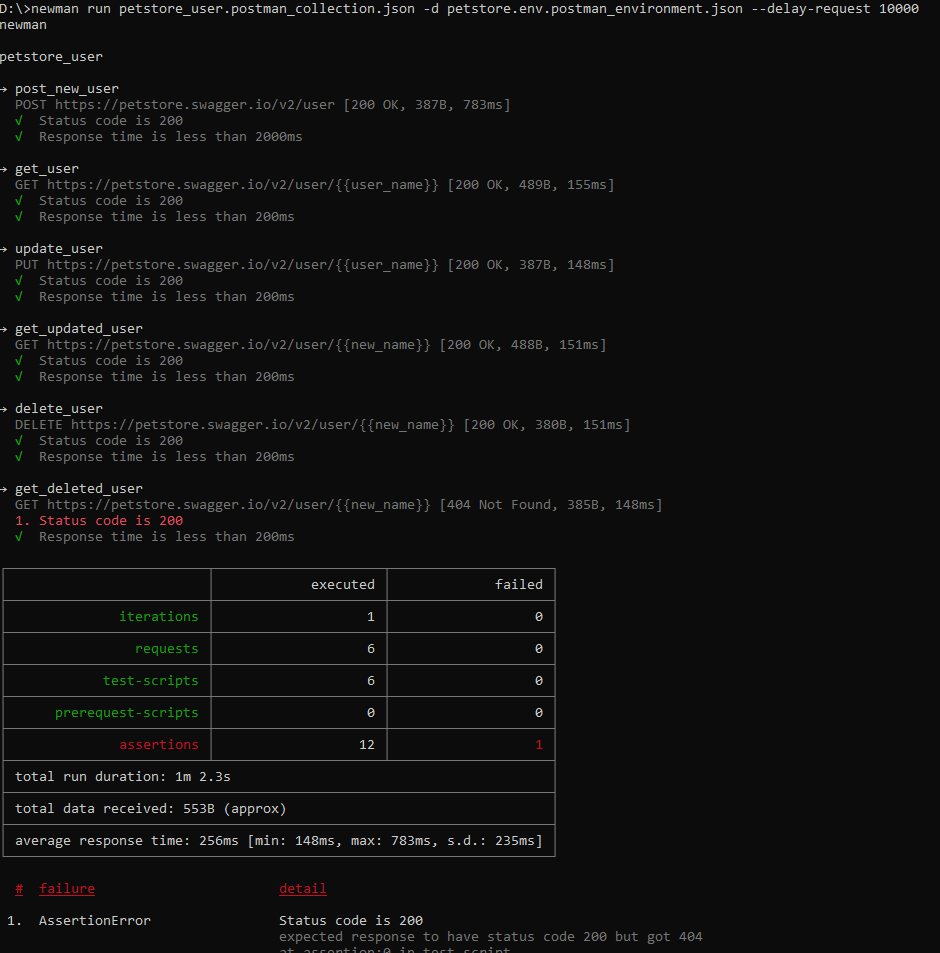 D:\>newman run petstore_user.postman_collection.json -d petstore.env.postman_environment.json --delay-request 10000
newman
petstore_user
→ post_new_user
POST https://petstore.swagger.io/v2/user [200 OK, 387B, 783ms]
√ Status code is 200
√ Response time is less than 2000ms
→ get_user
GET https://petstore.swagger.io/v2/user/{{user_name}} [200 OK, 489B, 155ms]
√ Status code is 200
√ Response time is less than 200ms
→ update_user
PUT https://petstore.swagger.io/v2/user/{{user_name}} [200 OK, 387B, 148ms]
√ Status code is 200
√ Response time is less than 200ms
→ get_updated_user
GET https://petstore.swagger.io/v2/user/{{new_name}} [200 OK, 488B, 151ms]
√ Status code is 200
√ Response time is less than 200ms
→ delete_user
DELETE https://petstore.swagger.io/v2/user/{{new_name}} [200 OK, 380B, 151ms]
√ Status code is 200
√ Response time is less than 200ms
→ get_deleted_user
GET https://petstore.swagger.io/v2/user/{{new_name}} [404 Not Found, 385B, 148ms]
1. Status code is 200
√ Response time is less than 200ms
executed failed
iterations 1 0
requests 6 0
test-scripts 6 0
prerequest-scripts 0 0
assertions 12 1
total run duration: 1m 2.3s
total data received: 553B (approx)
average response time: 256ms [min: 148ms, max: 783ms, s.d.: 235ms]
# failure detail
1. AssertionError Status code is 200
expected response to have status code 200 but got 404
at assertion:0 in test-script